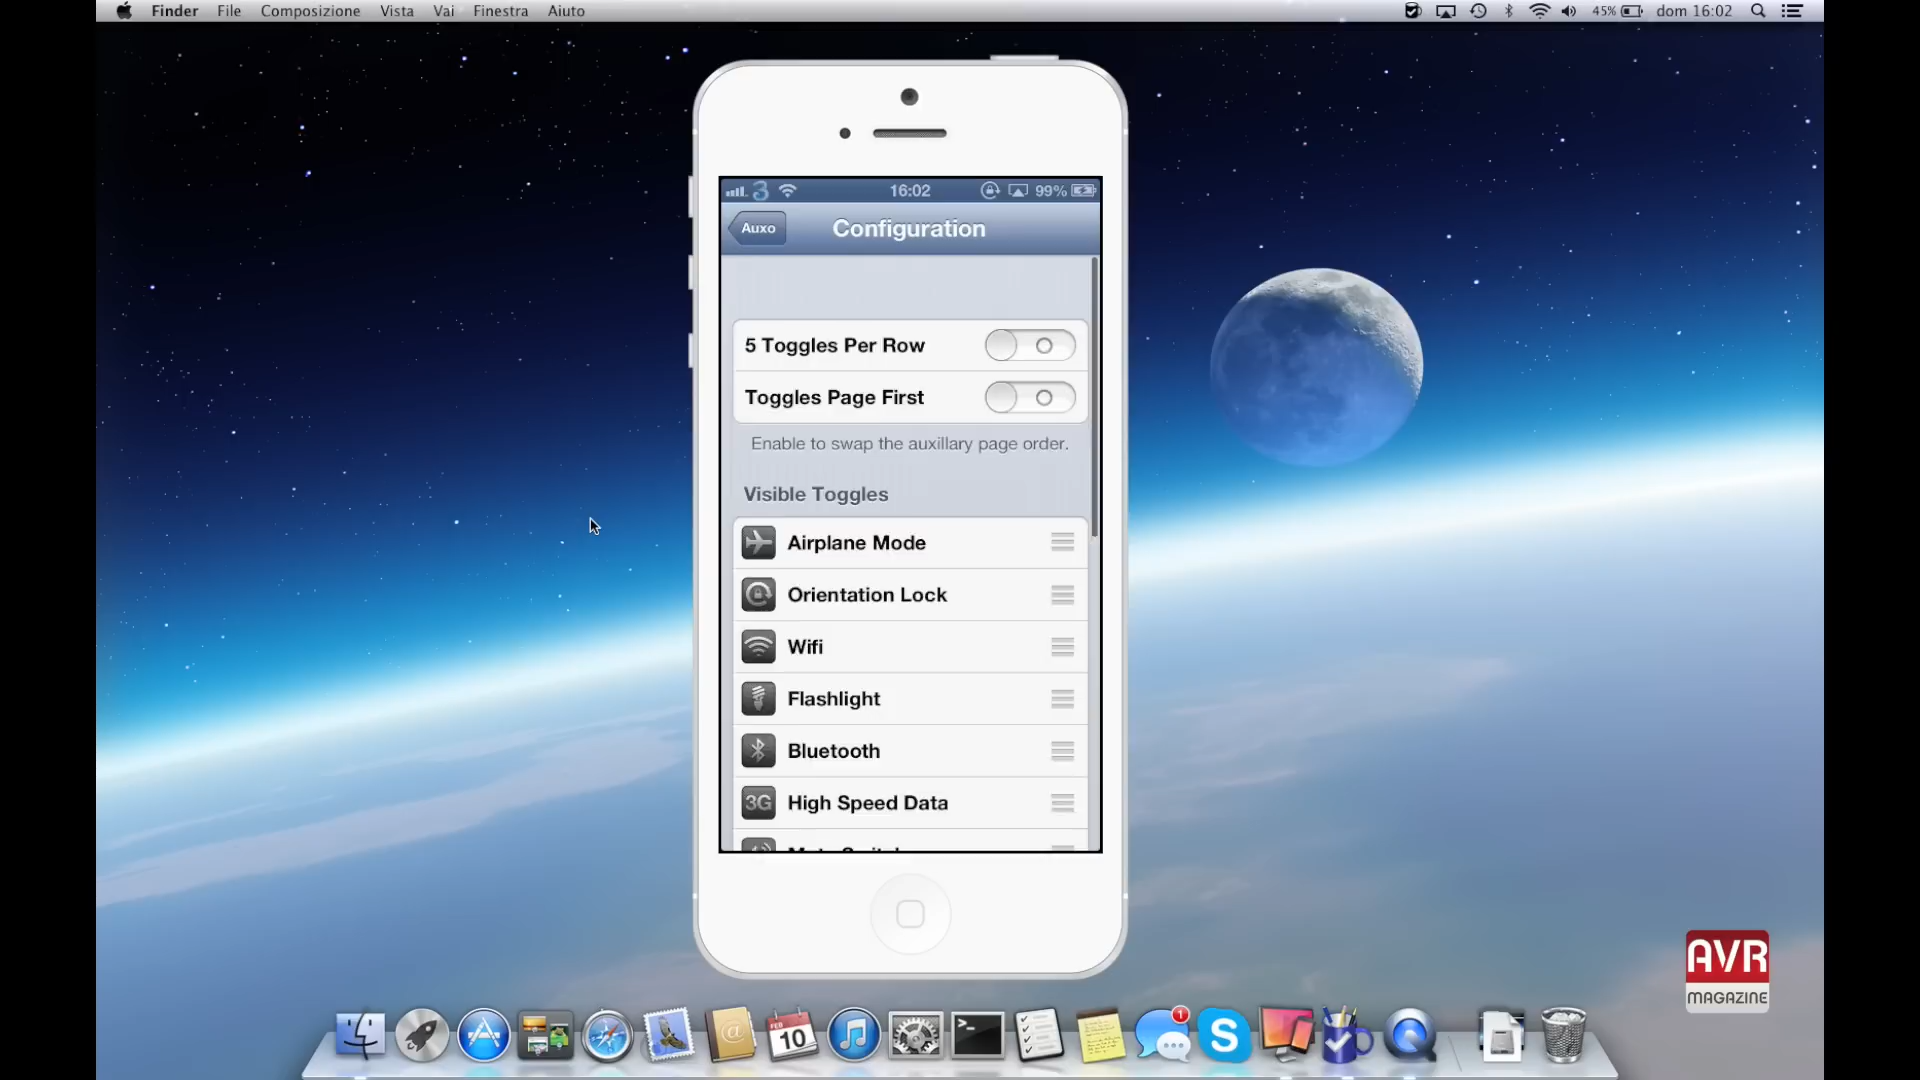 Finder File Composizione Vista Vai Finestra Aiuto 45% dom 16:02
3 16:02 99%
Auxo Configuration
5 Toggles Per Row
Toggles Page First
Enable to swap the auxillary page order.
Visible Toggles
Airplane Mode
Orientation Lock
Wifi
Flashlight
Bluetooth
3G High Speed Data
AVR
MAGAZINE
10
1